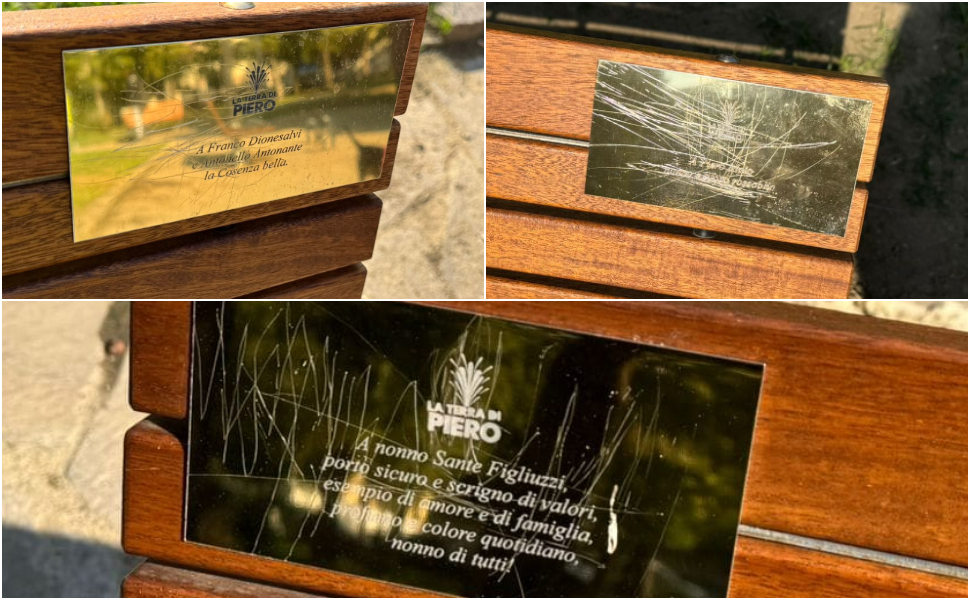 LA TERRA DI
PIERO
A Franco Dionesalvi
e Antonello Antonante
la Cosenza bella.
LA TERRA DI
PIERO
A nonno Sante Figliuzzi,
porto sicuro e scrigno di valori,
esempio di amore e di famiglia,
profumo e colore quotidiano,
nonno di tutti!